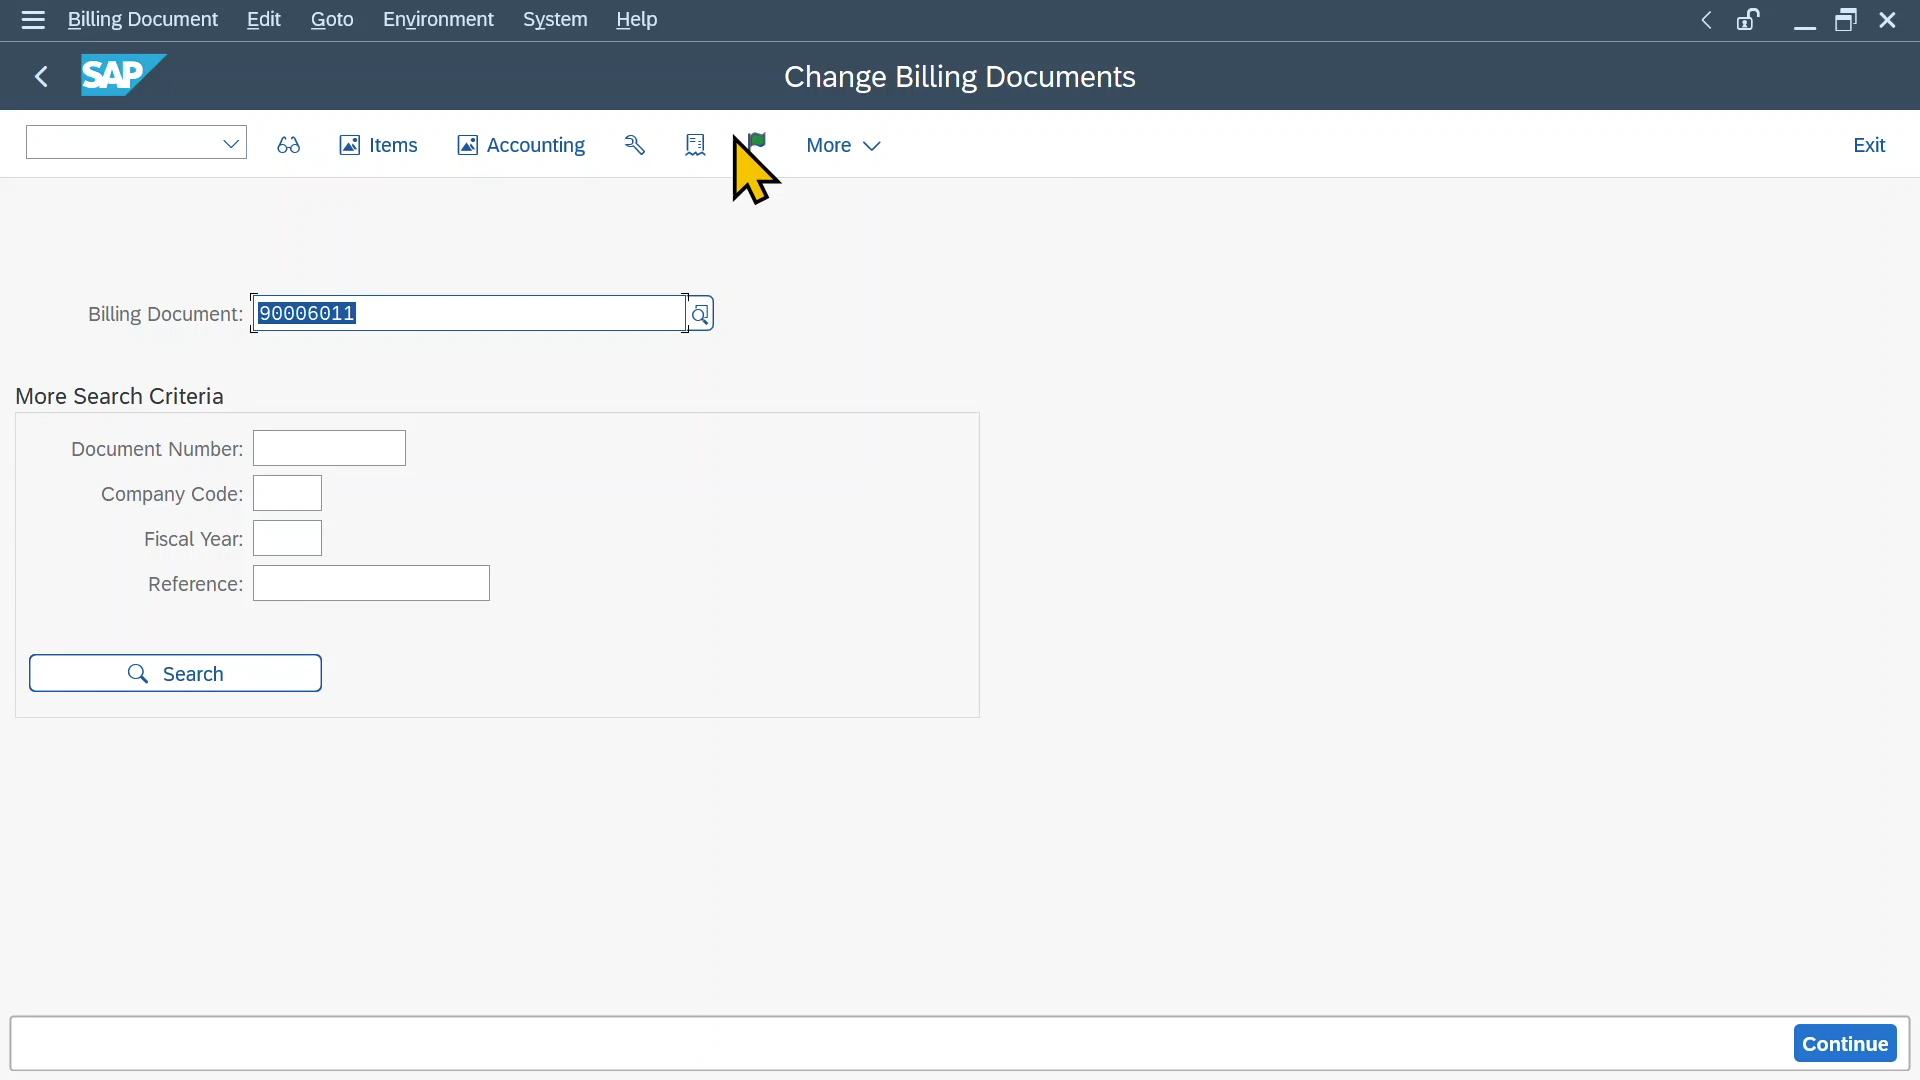 Billing Document Edit Goto Environment System Help
SAP Change Billing Documents
Items Accounting More Exit
Billing Document: 90006011
More Search Criteria
Document Number:
Company Code:
Fiscal Year:
Reference:
Search
Continue